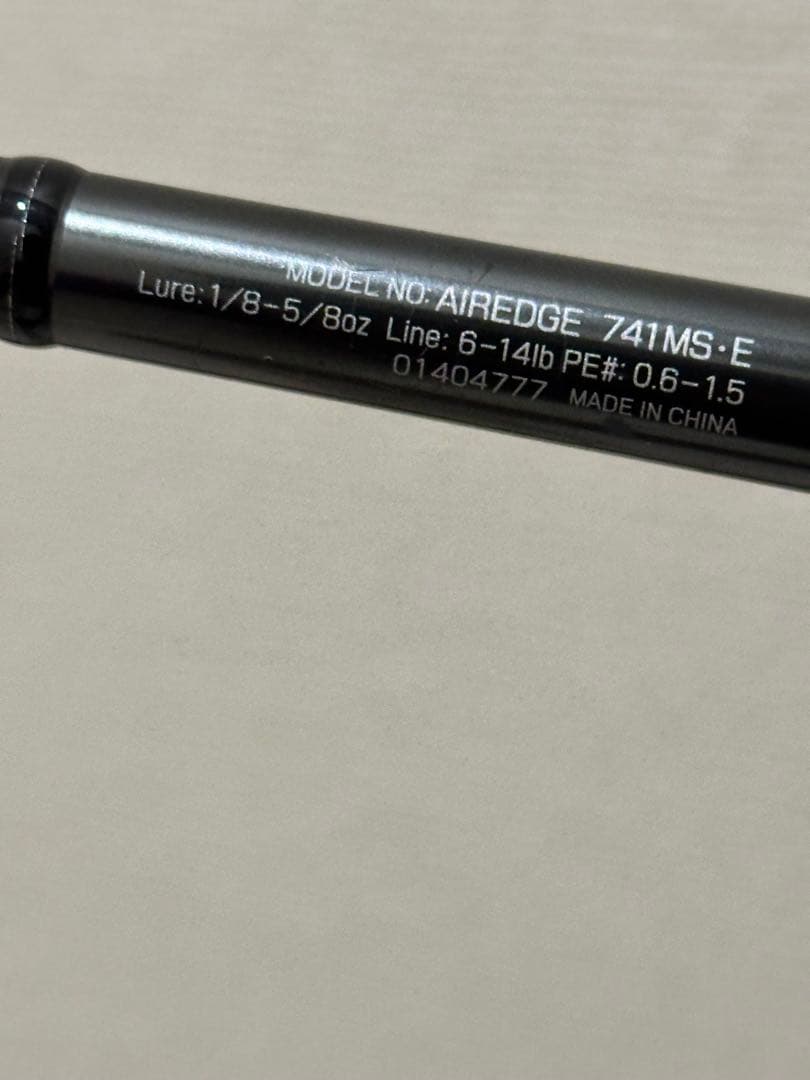 MODEL NO: AIREDGE 741MS·E
Lure: 1/8-5/8oz Line: 6-14lb PE#: 0.6-1.5
01404777 MADE IN CHINA